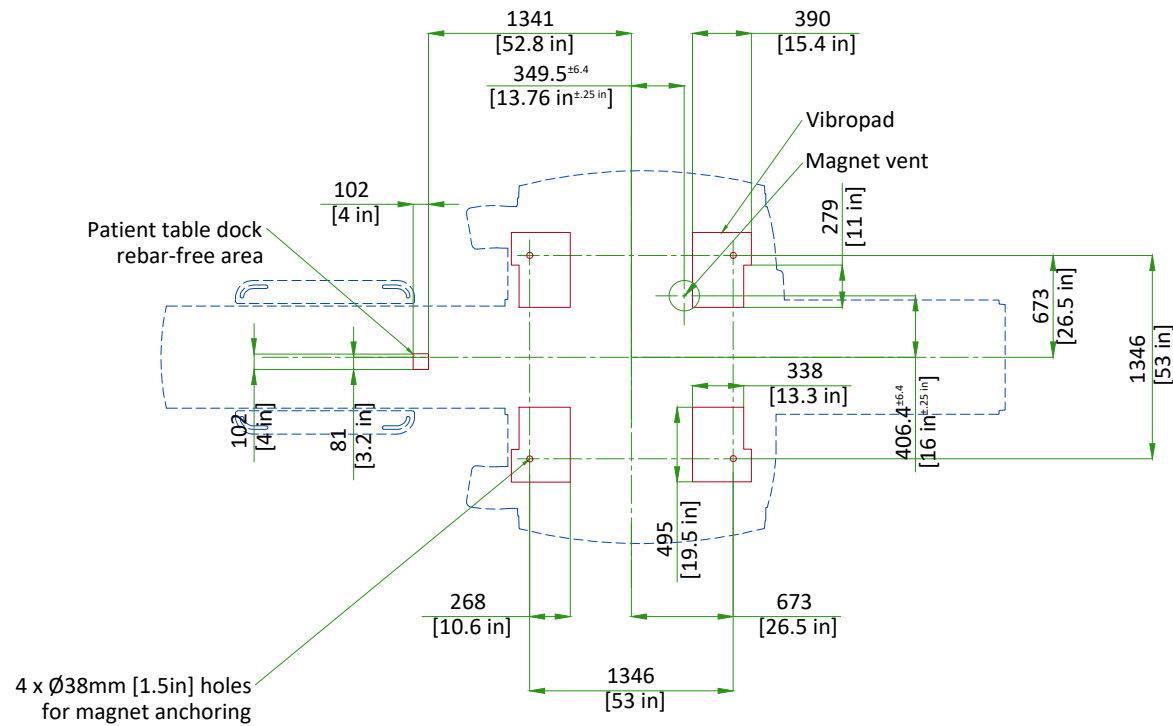 1341
[52.8 in]
390
[15.4 in]
349.5±6.4
[13.76 in±.25 in]
Vibropad
Magnet vent
102
[4 in]
279
[11 in]
Patient table dock
rebar-free area
673
[26.5 in]
1346
[53 in]
338
[13.3 in]
406.4±6.4
[16 in±.25 in]
102
[4 in]
81
[3.2 in]
495
[19.5 in]
268
[10.6 in]
673
[26.5 in]
4 x Ø38mm [1.5in] holes
for magnet anchoring
1346
[53 in]